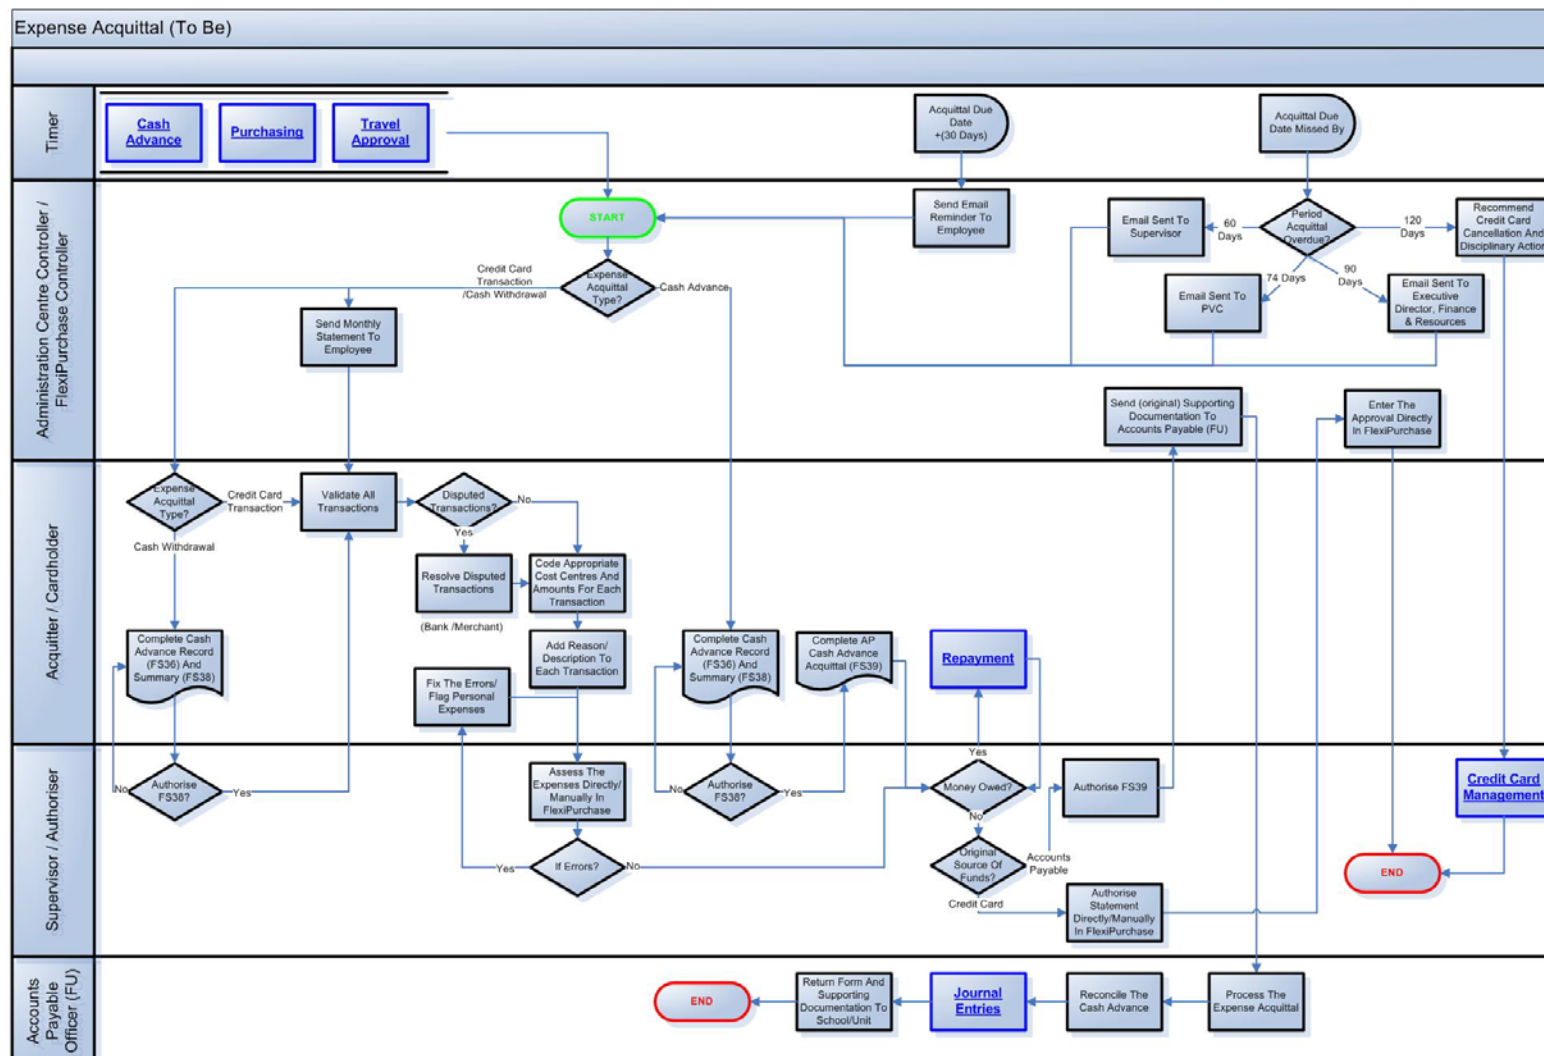 Expense Acquittal (To Be)
Timer
Cash
Advance
Purchasing
Travel
Approval
Acquittal Due
Date
+(30 Days)
Acquittal Due
Date Missed By
Administration Centre Controller /
FlexiPurchase Controller
START
Send Email
Reminder To
Employee
Email Sent To
Supervisor
60
Days
Period
Acquittal
Overdue?
120
Days
Recommend
Credit Card
Cancellation And
Disciplinary Action
Credit Card
Transaction
/Cash Withdrawal
Expense
Acquittal
Type?
Cash Advance
74 Days
90
Days
Email Sent To
PVC
Email Sent To
Executive
Director, Finance
& Resources
Send Monthly
Statement To
Employee
Send (original) Supporting
Documentation To
Accounts Payable (FU)
Enter The
Approval Directly
In FlexiPurchase
Acquitter / Cardholder
Expense
Acquittal
Type?
Credit Card
Transaction
Validate All
Transactions
Disputed
Transactions?
No
Yes
Cash Withdrawal
Resolve Disputed
Transactions
(Bank /Merchant)
Code Appropriate
Cost Centres And
Amounts For Each
Transaction
Complete Cash
Advance Record
(FS36) And
Summary (FS38)
Add Reason/
Description To
Each Transaction
Fix The Errors/
Flag Personal
Expenses
Complete Cash
Advance Record
(FS36) And
Summary (FS38)
Complete AP
Cash Advance
Acquittal (FS39)
Repayment
Supervisor / Authoriser
No
Authorise
FS38?
Yes
Assess The
Expenses Directly/
Manually In
FlexiPurchase
No
Authorise
FS38?
Yes
Yes
Money Owed?
No
Authorise FS39
Credit Card
Management
Yes
If Errors?
No
Original
Source Of
Funds?
Accounts
Payable
Credit Card
Authorise
Statement
Directly/Manually
In FlexiPurchase
END
Accounts
Payable
Officer (FU)
END
Return Form And
Supporting
Documentation To
School/Unit
Journal
Entries
Reconcile The
Cash Advance
Process The
Expense Acquittal